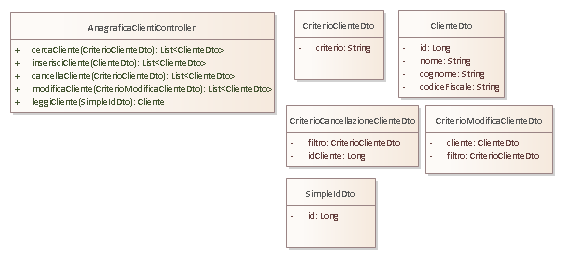 AnagraficaClientiController
+ cercaCliente(CriterioClienteDto): List<ClienteDto>
+ inserisciCliente(ClienteDto): List<ClienteDto>
+ cancellaCliente(CriterioClienteDto): List<ClienteDto>
+ modificaCliente(CriterioModificaClienteDto): List<ClienteDto>
+ leggiCliente(SimpleIdDto): Cliente
CriterioClienteDto
- criterio: String
ClienteDto
- id: Long
- nome: String
- cognome: String
- codiceFiscale: String
CriterioCancellazioneClienteDto
- filtro: CriterioClienteDto
- idCliente: Long
CriterioModificaClienteDto
- cliente: ClienteDto
- filtro: CriterioClienteDto
SimpleIdDto
- id: Long